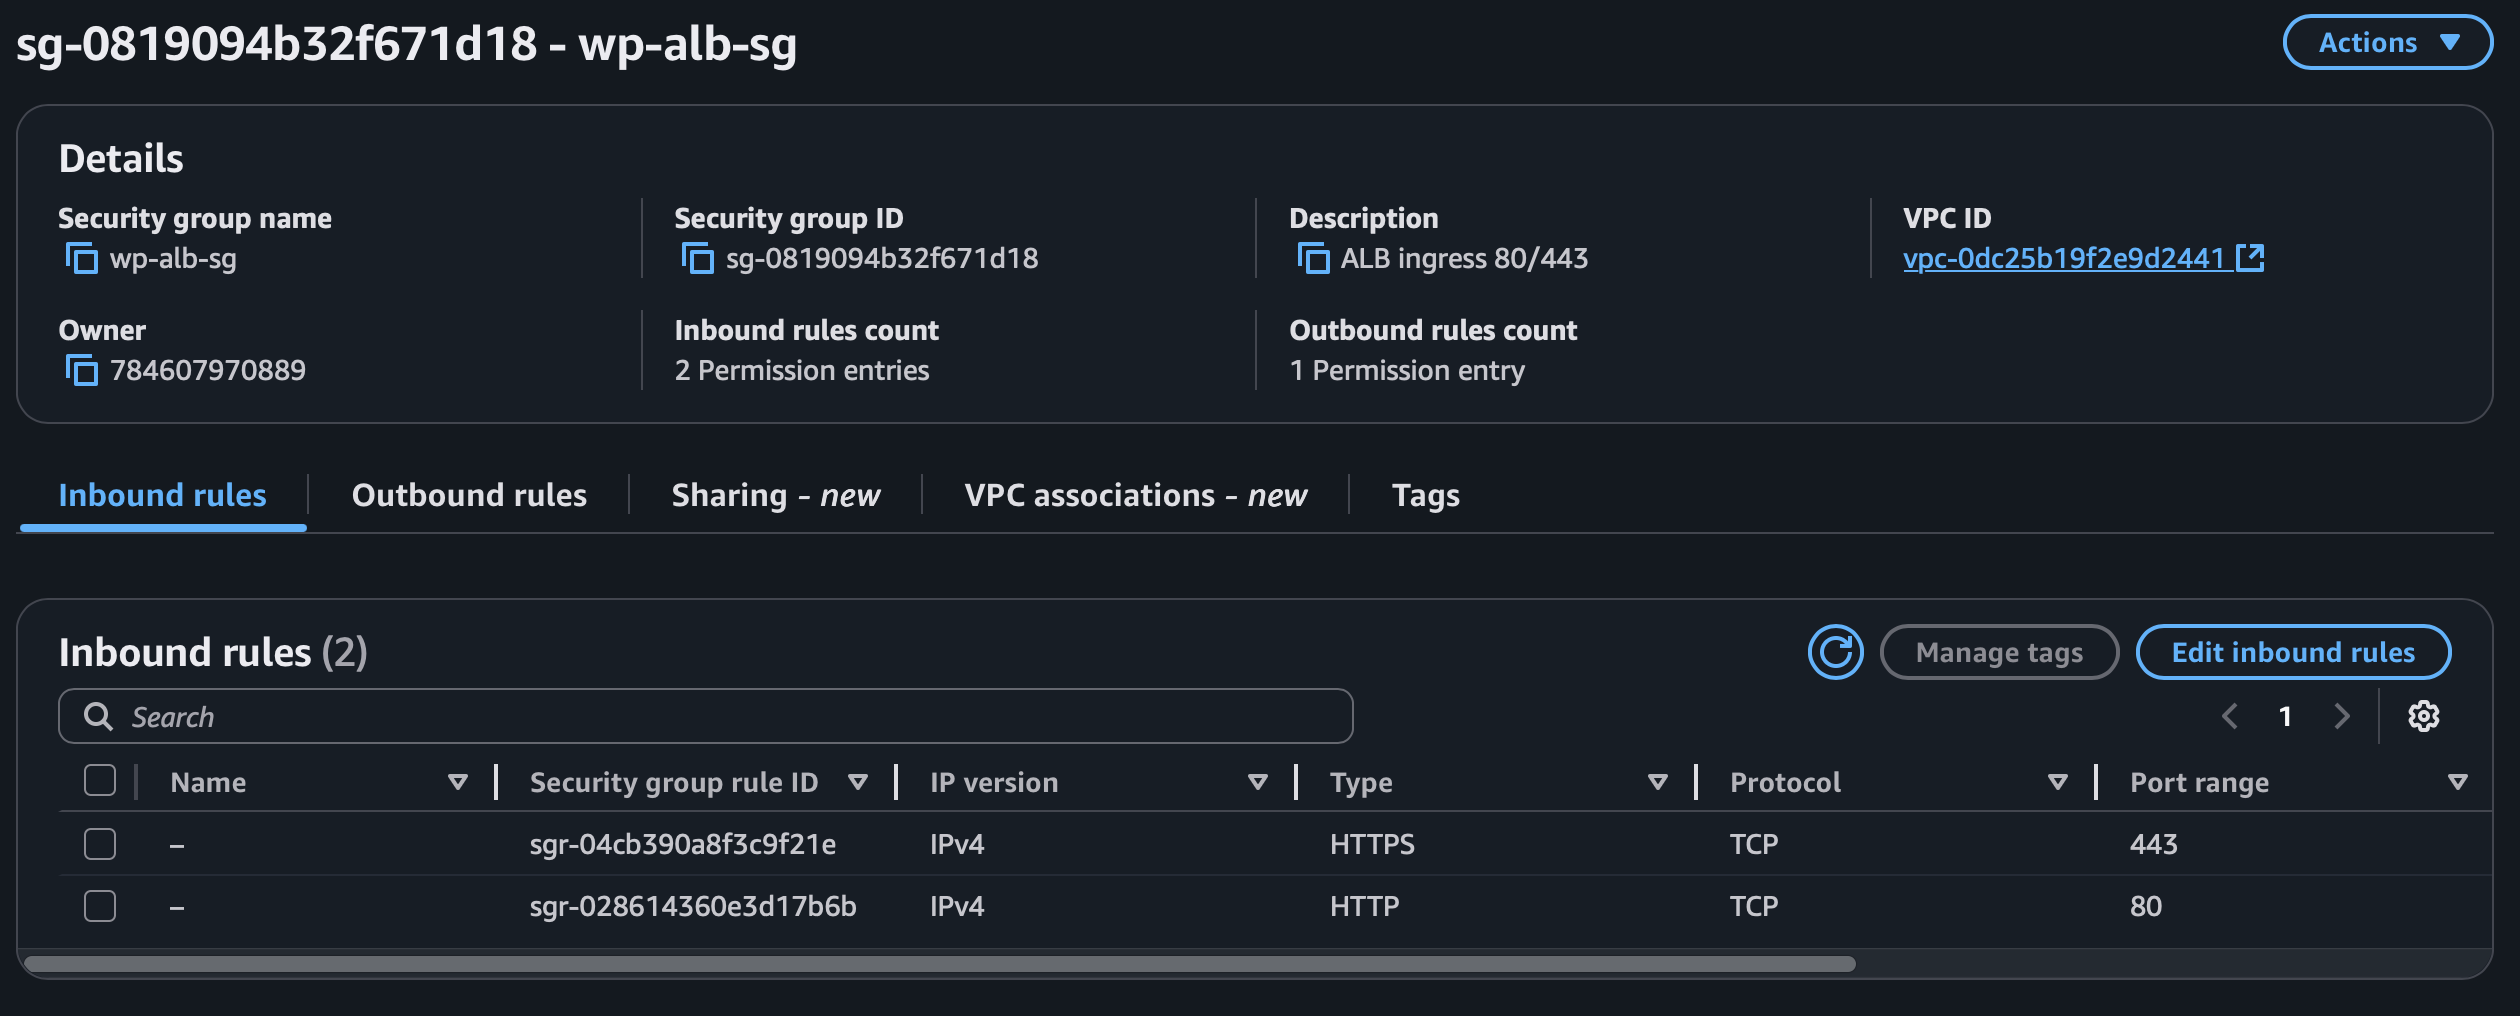 sg-0819094b32f671d18 - wp-alb-sg
Actions
Details
Security group name
wp-alb-sg
Security group ID
sg-0819094b32f671d18
Description
ALB ingress 80/443
VPC ID
vpc-0dc25b19f2e9d2441
Owner
784607970889
Inbound rules count
2 Permission entries
Outbound rules count
1 Permission entry
Inbound rules
Outbound rules
Sharing - new
VPC associations - new
Tags
Inbound rules (2)
Manage tags
Edit inbound rules
Search
1
Name Security group rule ID IP version Type Protocol Port range
– sgr-04cb390a8f3c9f21e IPv4 HTTPS TCP 443
– sgr-028614360e3d17b6b IPv4 HTTP TCP 80